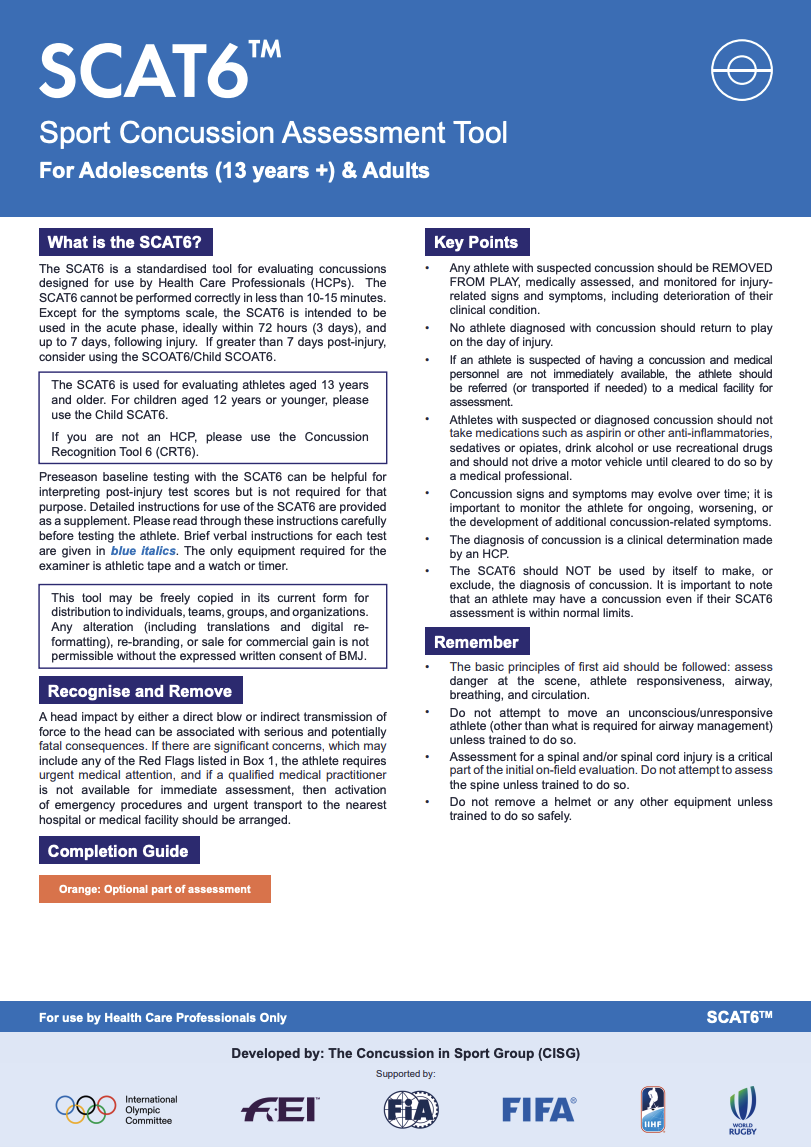 SCAT6™
Sport Concussion Assessment Tool
For Adolescents (13 years +) & Adults
What is the SCAT6?
The SCAT6 is a standardised tool for evaluating concussions
designed for use by Health Care Professionals (HCPs). The
SCAT6 cannot be performed correctly in less than 10-15 minutes.
Except for the symptoms scale, the SCAT6 is intended to be
used in the acute phase, ideally within 72 hours (3 days), and
up to 7 days, following injury. If greater than 7 days post-injury,
consider using the SCOAT6/Child SCOAT6.
The SCAT6 is used for evaluating athletes aged 13 years
and older. For children aged 12 years or younger, please
use the Child SCAT6.
If you are not an HCP, please use the Concussion
Recognition Tool 6 (CRT6).
Preseason baseline testing with the SCAT6 can be helpful for
interpreting post-injury test scores but is not required for that
purpose. Detailed instructions for use of the SCAT6 are provided
as a supplement. Please read through these instructions carefully
before testing the athlete. Brief verbal instructions for each test
are given in blue italics. The only equipment required for the
examiner is athletic tape and a watch or timer.
This tool may be freely copied in its current form for
distribution to individuals, teams, groups, and organizations.
Any alteration (including translations and digital re-
formatting), re-branding, or sale for commercial gain is not
permissible without the expressed written consent of BMJ.
Recognise and Remove
A head impact by either a direct blow or indirect transmission of
force to the head can be associated with serious and potentially
fatal consequences. If there are significant concerns, which may
include any of the Red Flags listed in Box 1, the athlete requires
urgent medical attention, and if a qualified medical practitioner
is not available for immediate assessment, then activation
of emergency procedures and urgent transport to the nearest
hospital or medical facility should be arranged.
Completion Guide
Orange: Optional part of assessment
Key Points
• Any athlete with suspected concussion should be REMOVED
FROM PLAY, medically assessed, and monitored for injury-
related signs and symptoms, including deterioration of their
clinical condition.
• No athlete diagnosed with concussion should return to play
on the day of injury.
• If an athlete is suspected of having a concussion and medical
personnel are not immediately available, the athlete should
be referred (or transported if needed) to a medical facility for
assessment.
• Athletes with suspected or diagnosed concussion should not
take medications such as aspirin or other anti-inflammatories,
sedatives or opiates, drink alcohol or use recreational drugs
and should not drive a motor vehicle until cleared to do so by
a medical professional.
• Concussion signs and symptoms may evolve over time; it is
important to monitor the athlete for ongoing, worsening, or
the development of additional concussion-related symptoms.
• The diagnosis of concussion is a clinical determination made
by an HCP.
• The SCAT6 should NOT be used by itself to make, or
exclude, the diagnosis of concussion. It is important to note
that an athlete may have a concussion even if their SCAT6
assessment is within normal limits.
Remember
• The basic principles of first aid should be followed: assess
danger at the scene, athlete responsiveness, airway,
breathing, and circulation.
• Do not attempt to move an unconscious/unresponsive
athlete (other than what is required for airway management)
unless trained to do so.
• Assessment for a spinal and/or spinal cord injury is a critical
part of the initial on-field evaluation. Do not attempt to assess
the spine unless trained to do so.
• Do not remove a helmet or any other equipment unless
trained to do so safely.
For use by Health Care Professionals Only
SCAT6™
Developed by: The Concussion in Sport Group (CISG)
Supported by:
International
Olympic
Committee
FEI™
FiA
FIFA®
IIHF
WORLD
RUGBY